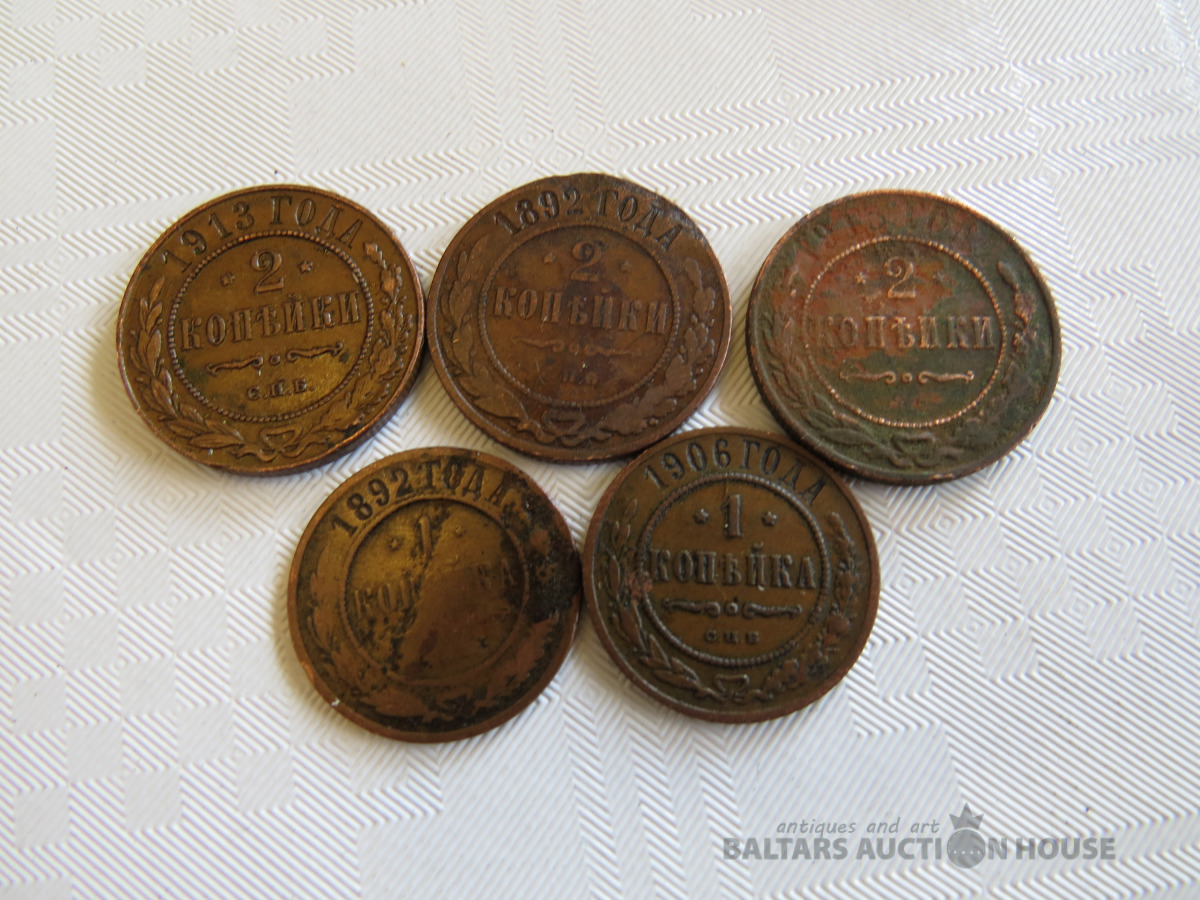 1913 ГОДА
2
КОПѢЙКИ
С.П.Б.
1892 ГОДА
2
КОПѢЙКИ
2
КОПѢЙКИ
1892 ГОДА
1
1906 ГОДА
1
КОПѢЙКА
С.П.Б.
antiques and art
BALTARS AUCTION HOUSE